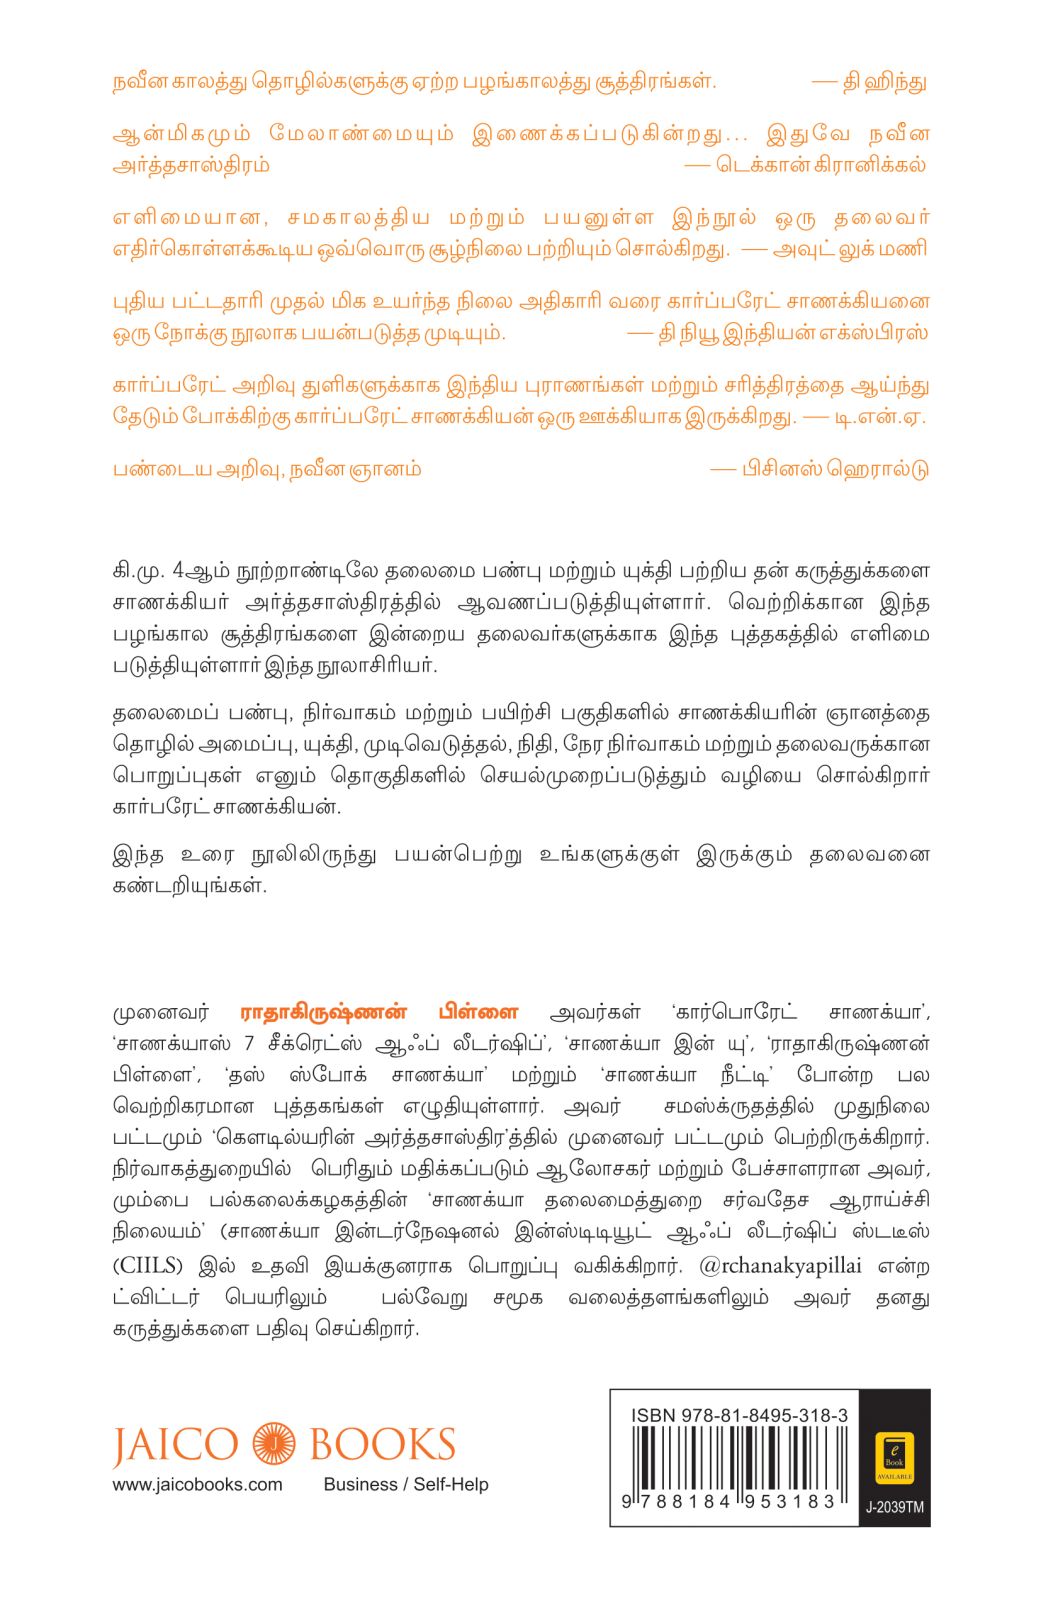 நவீன காலத்து தொழில்களுக்கு ஏற்ற பழங்காலத்து சூத்திரங்கள். — தி ஹிந்து
ஆன்மிகமும் மேலாண்மையும் இணைக்கப்படுகின்றது... இதுவே நவீன
அர்த்தசாஸ்திரம் — டெக்கான் கிரானிக்கல்
எளிமையான, சமகாலத்திய மற்றும் பயனுள்ள இந்நூல் ஒரு தலைவர்
எதிர்கொள்ளக்கூடிய ஒவ்வொரு சூழ்நிலை பற்றியும் சொல்கிறது. — அவுட் லுக் மணி
புதிய பட்டதாரி முதல் மிக உயர்ந்த நிலை அதிகாரி வரை கார்ப்பரேட் சாணக்கியனை
ஒரு நோக்கு நூலாக பயன்படுத்த முடியும். — தி நியூ இந்தியன் எக்ஸ்பிரஸ்
கார்ப்பரேட் அறிவு துளிகளுக்காக இந்திய புராணங்கள் மற்றும் சரித்திரத்தை ஆய்ந்து
தேடும் போக்கிற்கு கார்ப்பரேட் சாணக்கியன் ஒரு ஊக்கியாக இருக்கிறது. — டி.என்.ஏ.
பண்டைய அறிவு, நவீன ஞானம் — பிசினஸ் ஹெரால்டு
கி.மு. 4ஆம் நூற்றாண்டிலே தலைமை பண்பு மற்றும் யுக்தி பற்றிய தன் கருத்துக்களை
சாணக்கியர் அர்த்தசாஸ்திரத்தில் ஆவணப்படுத்தியுள்ளார். வெற்றிக்கான இந்த
பழங்கால சூத்திரங்களை இன்றைய தலைவர்களுக்காக இந்த புத்தகத்தில் எளிமை
படுத்தியுள்ளார் இந்த நூலாசிரியர்.
தலைமைப் பண்பு, நிர்வாகம் மற்றும் பயிற்சி பகுதிகளில் சாணக்கியரின் ஞானத்தை
தொழில் அமைப்பு, யுக்தி, முடிவெடுத்தல், நிதி, நேர நிர்வாகம் மற்றும் தலைவருக்கான
பொறுப்புகள் எனும் தொகுதிகளில் செயல்முறைப்படுத்தும் வழியை சொல்கிறார்
கார்பரேட் சாணக்கியன்.
இந்த உரை நூலிலிருந்து பயன்பெற்று உங்களுக்குள் இருக்கும் தலைவனை
கண்டறியுங்கள்.
முனைவர் ராதாகிருஷ்ணன் பிள்ளை அவர்கள் ‘கார்பொரேட் சாணக்யா’,
‘சாணக்யாஸ் 7 சீக்ரெட்ஸ் ஆஃப் லீடர்ஷிப்’, ‘சாணக்யா இன் யு’, ‘ராதாகிருஷ்ணன்
பிள்ளை’, ‘தஸ் ஸ்போக் சாணக்யா’ மற்றும் ‘சாணக்யா நீட்டி’ போன்ற பல
வெற்றிகரமான புத்தகங்கள் எழுதியுள்ளார். அவர் சமஸ்க்ருதத்தில் முதுநிலை
பட்டமும் ‘கௌடில்யரின் அர்த்தசாஸ்திர’த்தில் முனைவர் பட்டமும் பெற்றிருக்கிறார்.
நிர்வாகத்துறையில் பெரிதும் மதிக்கப்படும் ஆலோசகர் மற்றும் பேச்சாளரான அவர்,
மும்பை பல்கலைக்கழகத்தின் ‘சாணக்யா தலைமைத்துறை சர்வதேச ஆராய்ச்சி
நிலையம்’ (சாணக்யா இன்டர்நேஷனல் இன்ஸ்டிடியூட் ஆஃப் லீடர்ஷிப் ஸ்டடீஸ்
(CIILS) இல் உதவி இயக்குனராக பொறுப்பு வகிக்கிறார். @rchanakyapillai என்ற
ட்விட்டர் பெயரிலும் பல்வேறு சமூக வலைத்தளங்களிலும் அவர் தனது
கருத்துக்களை பதிவு செய்கிறார்.
JAICO J BOOKS
www.jaicobooks.com Business / Self-Help
ISBN 978-81-8495-318-3
9 788184 953183
e
Book
AVAILABLE
J-2039TM